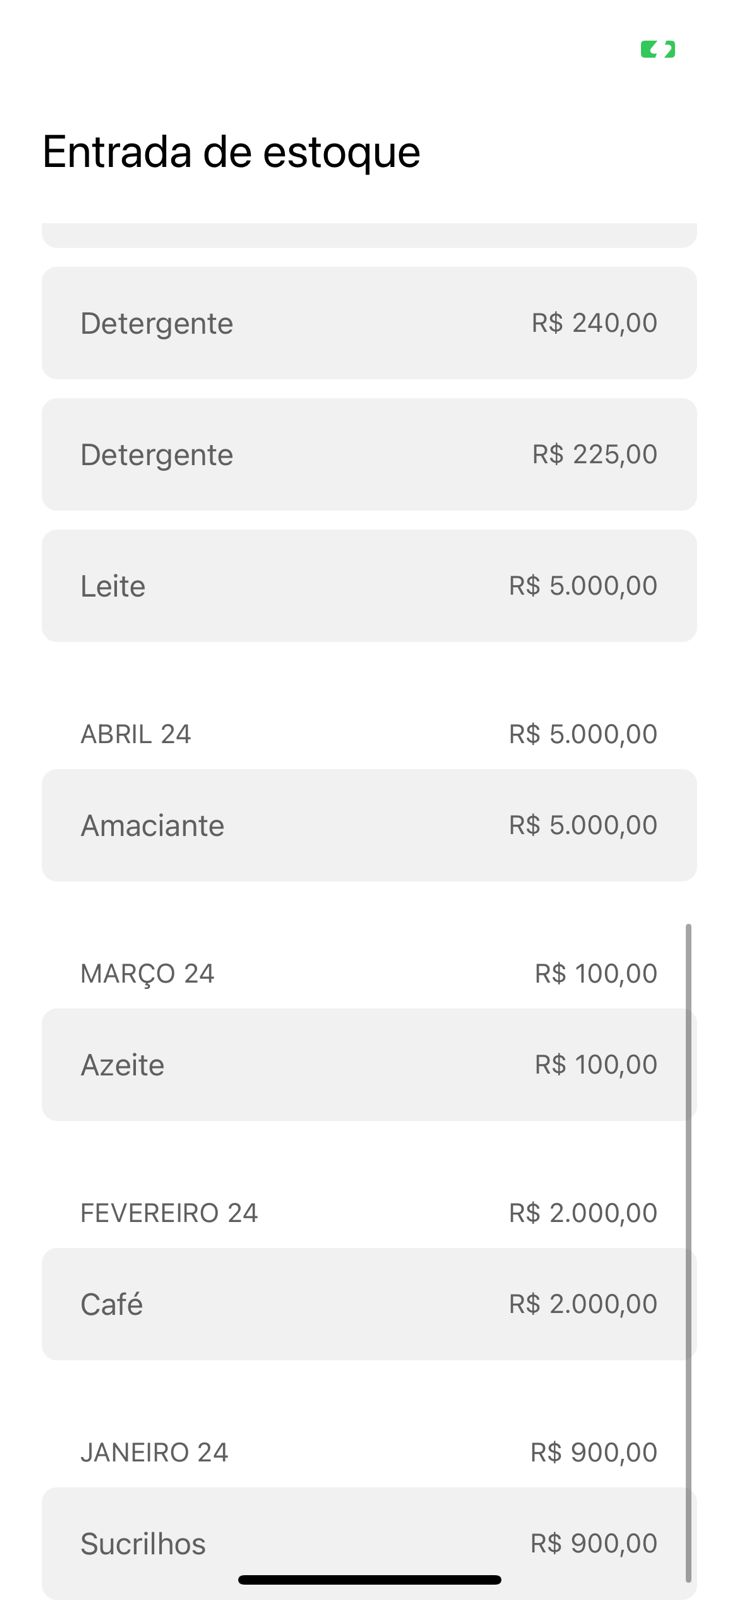 Entrada de estoque
Detergente R$ 240,00
Detergente R$ 225,00
Leite R$ 5.000,00
ABRIL 24 R$ 5.000,00
Amaciante R$ 5.000,00
MARÇO 24 R$ 100,00
Azeite R$ 100,00
FEVEREIRO 24 R$ 2.000,00
Café R$ 2.000,00
JANEIRO 24 R$ 900,00
Sucrilhos R$ 900,00